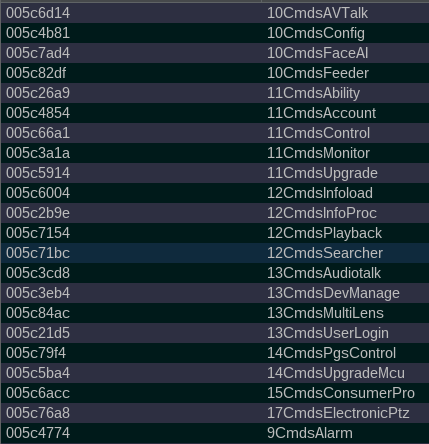 005c6d14 10CmdsAVTalk
005c4b81 10CmdsConfig
005c7ad4 10CmdsFaceAI
005c82df 10CmdsFeeder
005c26a9 11CmdsAbility
005c4854 11CmdsAccount
005c66a1 11CmdsControl
005c3a1a 11CmdsMonitor
005c5914 11CmdsUpgrade
005c6004 12CmdsInfoload
005c2b9e 12CmdsInfoProc
005c7154 12CmdsPlayback
005c71bc 12CmdsSearcher
005c3cd8 13CmdsAudiotalk
005c3eb4 13CmdsDevManage
005c84ac 13CmdsMultiLens
005c21d5 13CmdsUserLogin
005c79f4 14CmdsPgsControl
005c5ba4 14CmdsUpgradeMcu
005c6acc 15CmdsConsumerPro
005c76a8 17CmdsElectronicPtz
005c4774 9CmdsAlarm